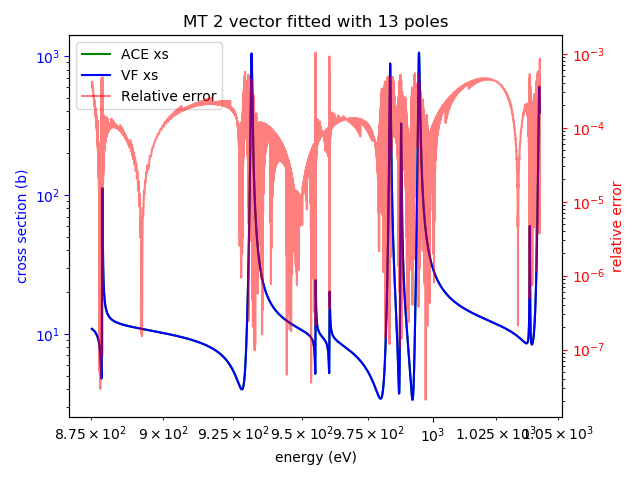 MT 2 vector fitted with 13 poles
ACE xs
VF xs
Relative error
cross section (b)
10³
10²
10¹
relative error
10⁻³
10⁻⁴
10⁻⁵
10⁻⁶
10⁻⁷
8.75 × 10² 9 × 10² 9.25 × 10² 9.5 × 10² 9.75 × 10² 10³ 1.025 × 10³ 1.05 × 10³
energy (eV)